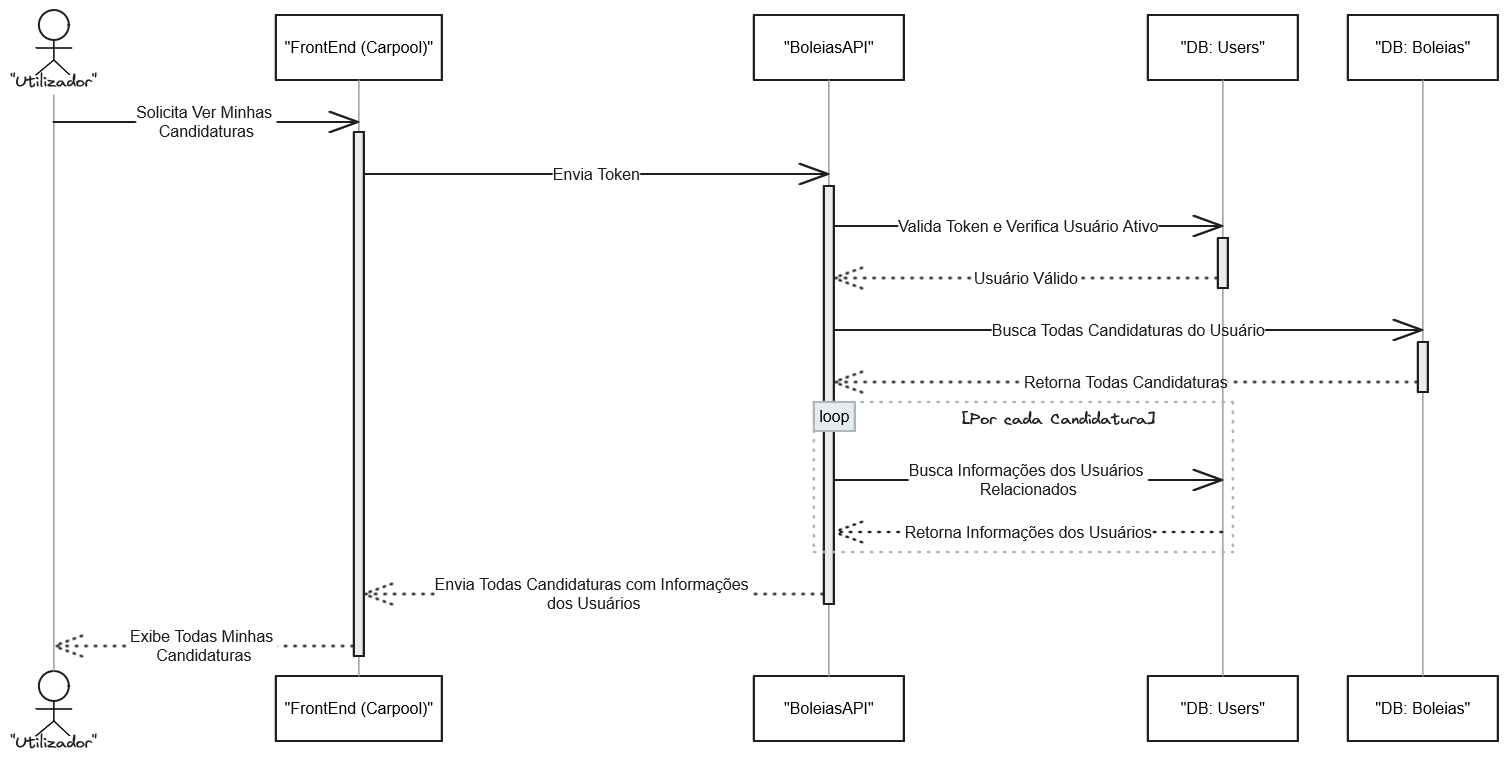 "FrontEnd (Carpool)"
"BoleiasAPI"
"DB: Users"
"DB: Boleias"
"Utilizador"
Solicita Ver Minhas
Candidaturas
Envia Token
Valida Token e Verifica Usuário Ativo
Usuário Válido
Busca Todas Candidaturas do Usuário
Retorna Todas Candidaturas
loop
[Por cada Candidatura]
Busca Informações dos Usuários
Relacionados
Retorna Informações dos Usuários
Envia Todas Candidaturas com Informações
dos Usuários
Exibe Todas Minhas
Candidaturas
"FrontEnd (Carpool)"
"BoleiasAPI"
"DB: Users"
"DB: Boleias"
"Utilizador"